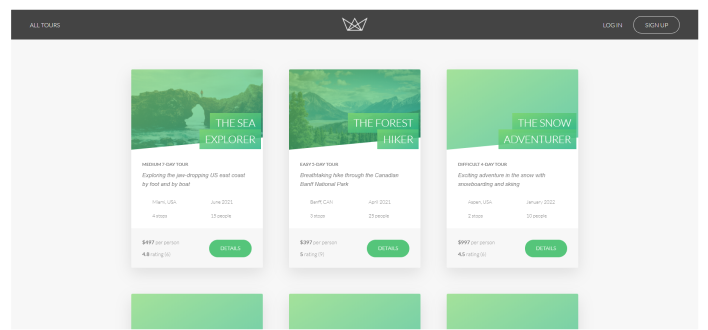 ALL TOURS
LOG IN
SIGN UP
THE SEA
EXPLORER
MEDIUM 7-DAY TOUR
Exploring the jaw-dropping US east coast
by foot and by boat
Miami, USA
June 2021
4 stops
15 people
$497 per person
4.8 rating (6)
DETAILS
THE FOREST
HIKER
EASY 5-DAY TOUR
Breathtaking hike through the Canadian
Banff National Park
Banff, CAN
April 2021
3 stops
25 people
$397 per person
5 rating (9)
DETAILS
THE SNOW
ADVENTURER
DIFFICULT 4-DAY TOUR
Exciting adventure in the snow with
snowboarding and skiing
Aspen, USA
January 2022
2 stops
10 people
$997 per person
4.5 rating (6)
DETAILS